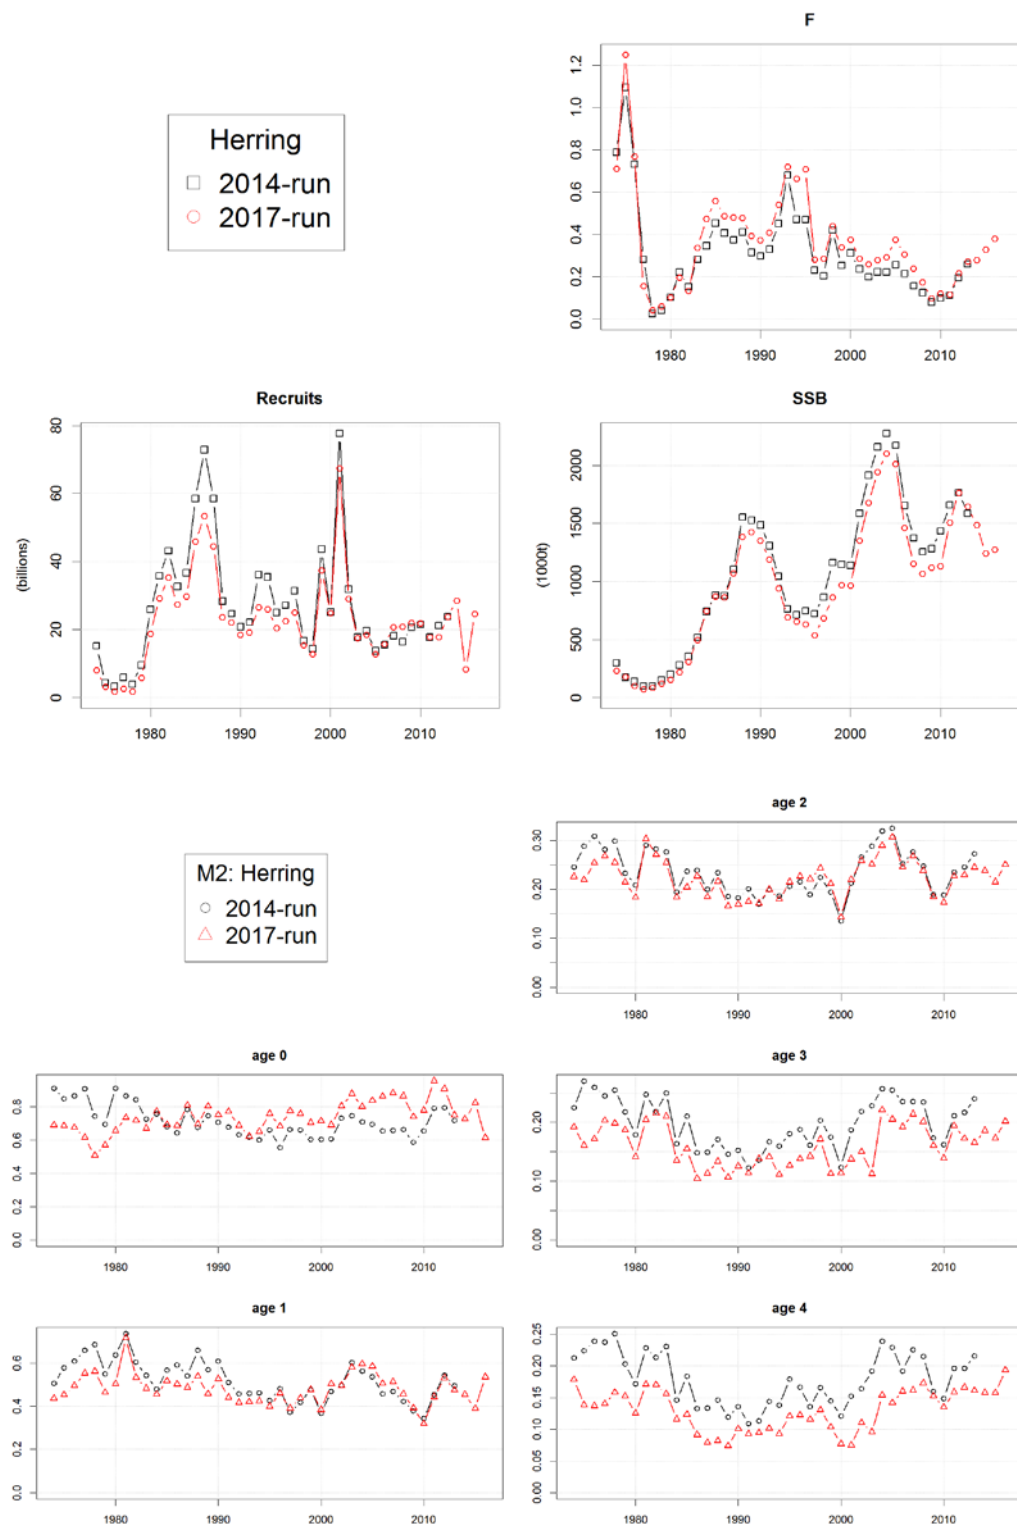 F
Herring
2014-run
2017-run
0.0 0.2 0.4 0.6 0.8 1.0 1.2
1980 1990 2000 2010
Recruits
(billions)
0 20 40 60 80
1980 1990 2000 2010
SSB
(1000t)
0 500 1000 1500 2000
1980 1990 2000 2010
age 2
M2: Herring
2014-run
2017-run
0.00 0.10 0.20 0.30
1980 1990 2000 2010
age 0
0.0 0.2 0.4 0.6 0.8
1980 1990 2000 2010
age 3
0.00 0.10 0.20
1980 1990 2000 2010
age 1
0.0 0.2 0.4 0.6
1980 1990 2000 2010
age 4
0.00 0.05 0.10 0.15 0.20 0.25
1980 1990 2000 2010